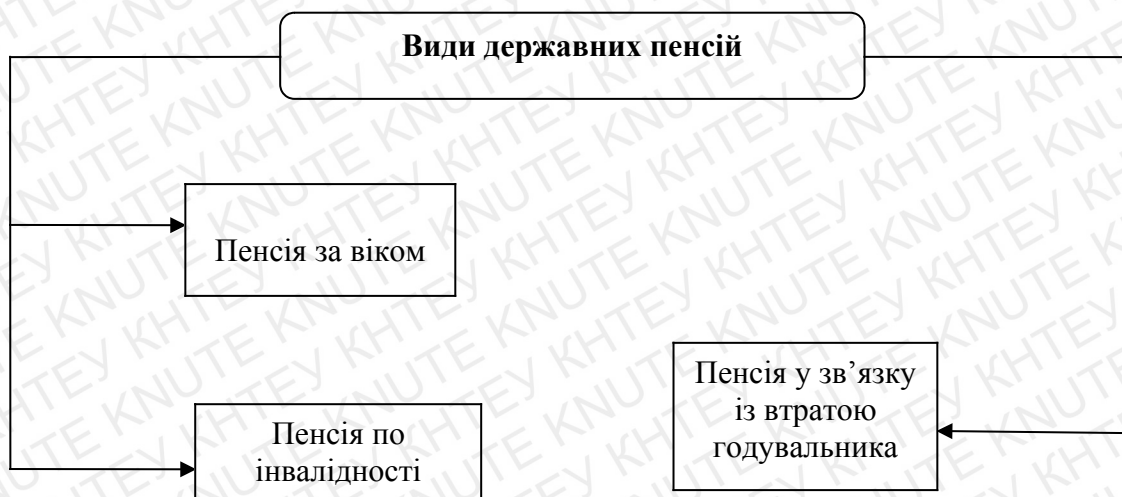 Види державних пенсій
Пенсія за віком
Пенсія по
інвалідності
Пенсія у зв’язку
із втратою
годувальника